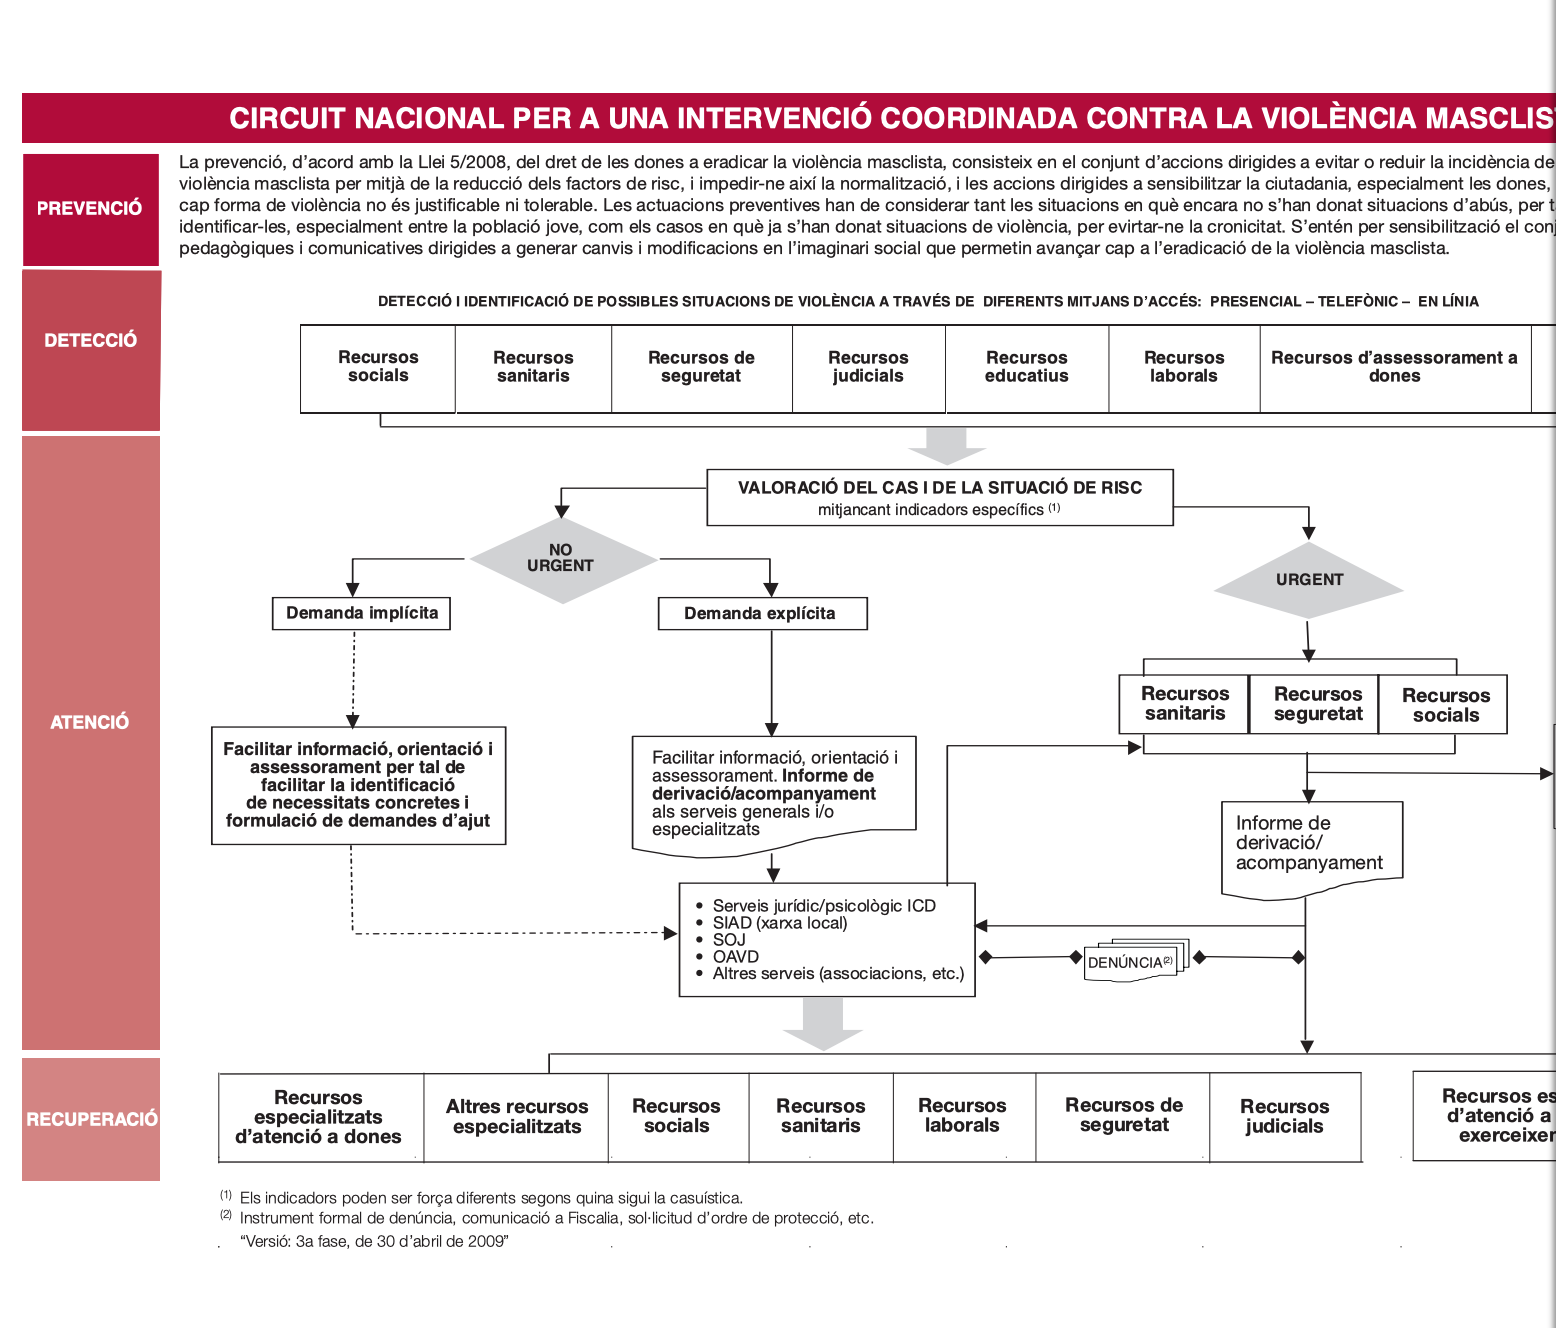 CIRCUIT NACIONAL PER A UNA INTERVENCIÓ COORDINADA CONTRA LA VIOLÈNCIA
PREVENCIÓ
La prevenció, d’acord amb la Llei 5/2008, del dret de les dones a eradicar la violència masclista, consisteix en el conjunt d’accions dirigides a evitar o reduir la incidència de
violència masclista per mitjà de la reducció dels factors de risc, i impedir-ne així la normalització, i les accions dirigides a sensibilitzar la ciutadania, especialment les dones,
cap forma de violència no és justificable ni tolerable. Les actuacions preventives han de considerar tant les situacions en què encara no s’han donat situacions d’abús, per
identificar-les, especialment entre la població jove, com els casos en què ja s’han donat situacions de violència, per evirtar-ne la cronicitat. S’entén per sensibilització el
pedagògiques i comunicatives dirigides a generar canvis i modificacions en l’imaginari social que permetin avançar cap a l’eradicació de la violència masclista.
DETECCIÓ
DETECCIÓ I IDENTIFICACIÓ DE POSSIBLES SITUACIONS DE VIOLÈNCIA A TRAVÉS DE DIFERENTS MITJANS D’ACCÉS: PRESENCIAL – TELEFÒNIC – EN LÍNIA
Recursos
socials
Recursos
sanitaris
Recursos de
seguretat
Recursos
judicials
Recursos
educatius
Recursos
laborals
Recursos d’assessorament a
dones
ATENCIÓ
VALORACIÓ DEL CAS I DE LA SITUACIÓ DE RISC
mitjancant indicadors específics (1)
NO
URGENT
URGENT
Demanda implícita
Demanda explícita
Recursos
sanitaris
Recursos
seguretat
Recursos
socials
Facilitar informació, orientació i
assessorament per tal de
facilitar la identificació
de necessitats concretes i
formulació de demandes d’ajut
Facilitar informació, orientació i
assessorament. Informe de
derivació/acompanyament
als serveis generals i/o
especialitzats
Informe de
derivació/
acompanyament
• Serveis jurídic/psicològic ICD
• SIAD (xarxa local)
• SOJ
• OAVD
• Altres serveis (associacions, etc.)
DENÚNCIA(2)
RECUPERACIÓ
Recursos
especialitzats
d’atenció a dones
Altres recursos
especialitzats
Recursos
socials
Recursos
sanitaris
Recursos
laborals
Recursos de
seguretat
Recursos
judicials
Recursos
d’atenció a
(1) Els indicadors poden ser força diferents segons quina sigui la casuística.
(2) Instrument formal de denúncia, comunicació a Fiscalia, sol·licitud d’ordre de protecció, etc.
“Versió: 3a fase, de 30 d’abril de 2009”